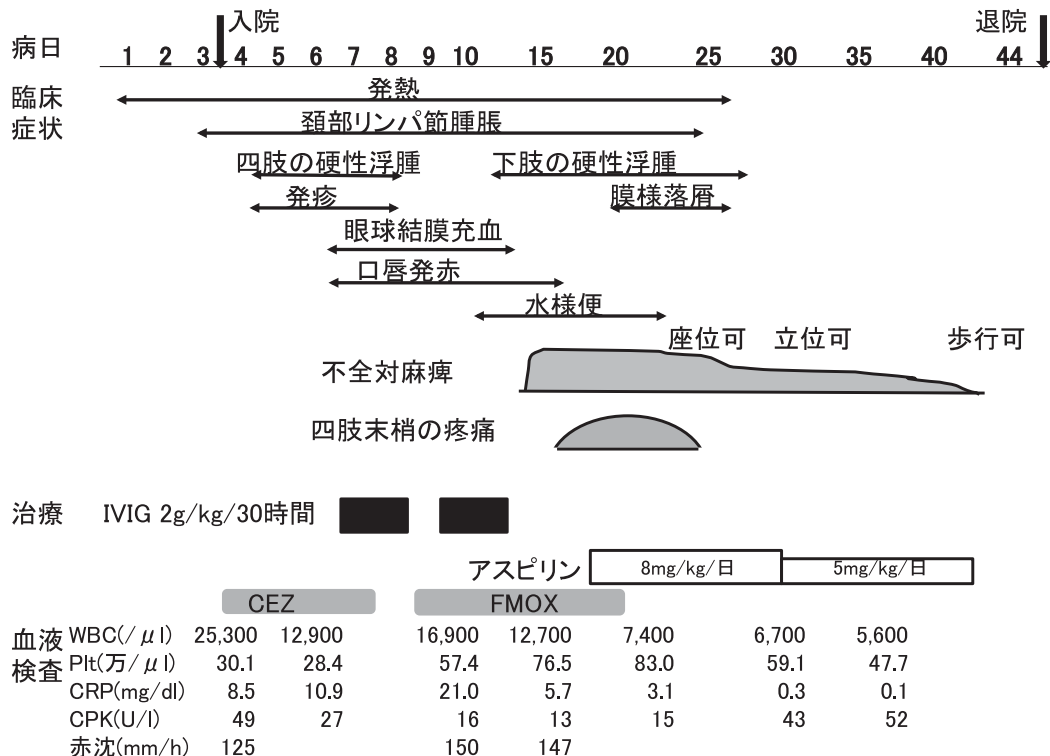 入院 退院
病日 1 2 3 4 5 6 7 8 9 10 15 20 25 30 35 40 44
臨床 発熱
症状 頚部リンパ節腫脹
四肢の硬性浮腫 下肢の硬性浮腫
発疹 膜様落屑
眼球結膜充血
口唇発赤
水様便
座位可 立位可 歩行可
不全対麻痺
四肢末梢の疼痛
治療 IVIG 2g/kg/30時間
アスピリン 8mg/kg/日 5mg/kg/日
CEZ FMOX
血液 WBC(/μl) 25,300 12,900 16,900 12,700 7,400 6,700 5,600
検査 Plt(万/μl) 30.1 28.4 57.4 76.5 83.0 59.1 47.7
CRP(mg/dl) 8.5 10.9 21.0 5.7 3.1 0.3 0.1
CPK(U/l) 49 27 16 13 15 43 52
赤沈(mm/h) 125 150 147